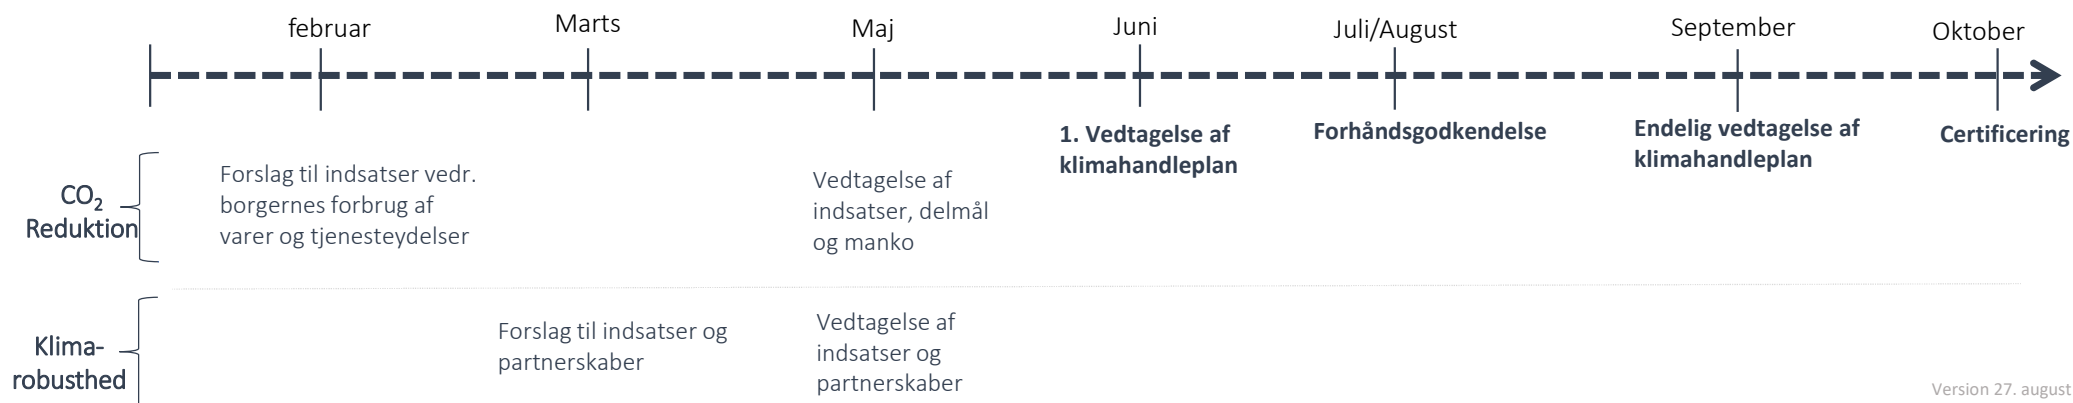 februar
Marts
Maj
Juni
Juli/August
September
Oktober
1. Vedtagelse af
klimahandleplan
Forhåndsgodkendelse
Endelig vedtagelse af
klimahandleplan
Certificering
CO₂
Reduktion
Forslag til indsatser vedr.
borgernes forbrug af
varer og tjenesteydelser
Vedtagelse af
indsatser, delmål
og manko
Klima-
robusthed
Forslag til indsatser og
partnerskaber
Vedtagelse af
indsatser og
partnerskaber
Version 27. august